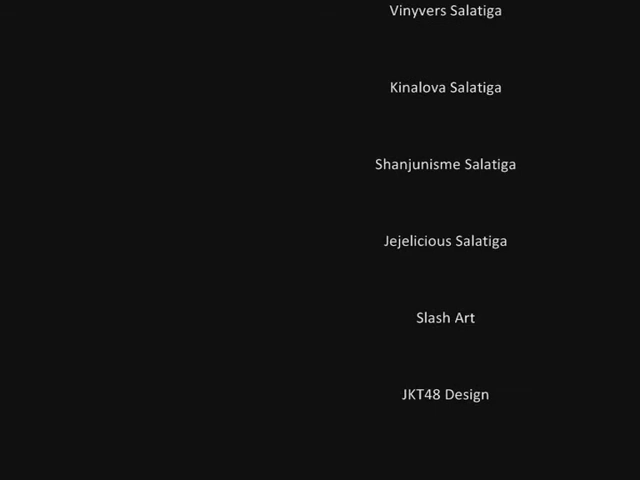 Vinyvers Salatiga
Kinalova Salatiga
Shanjunisme Salatiga
Jejelicious Salatiga
Slash Art
JKT48 Design